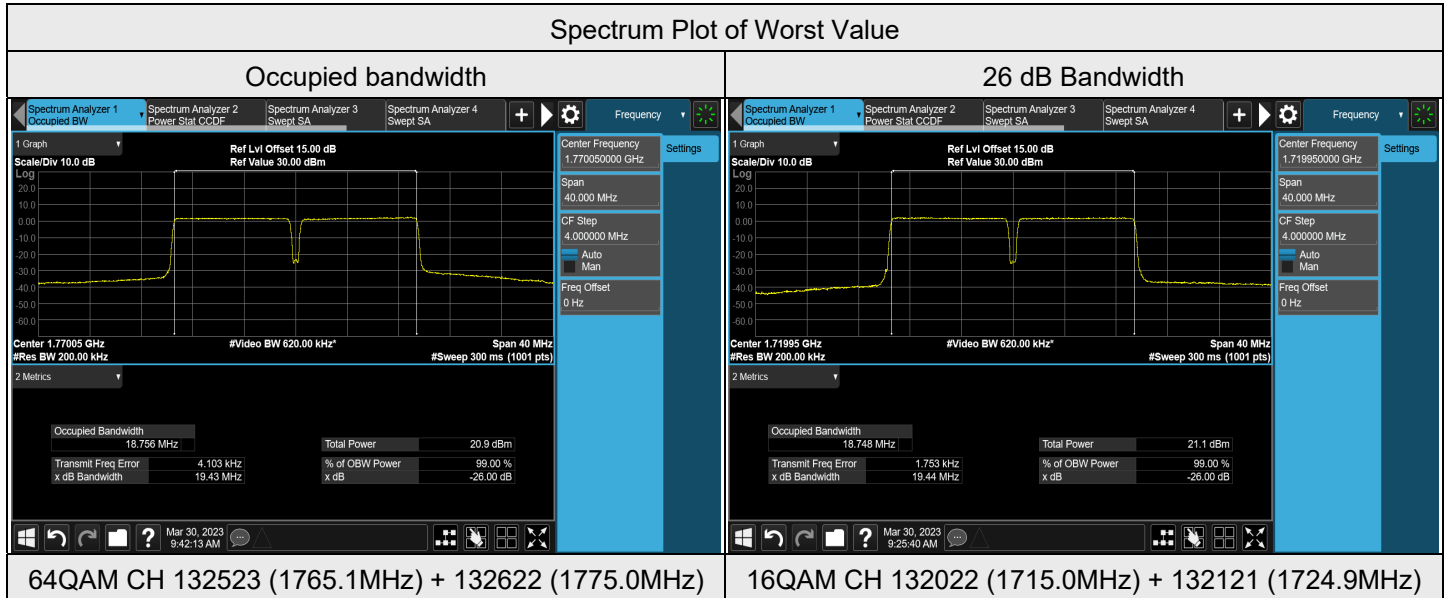 Spectrum Plot of Worst Value
Occupied bandwidth
26 dB Bandwidth
Spectrum Analyzer 1
Occupied BW
Spectrum Analyzer 2
Power Stat CCDF
Spectrum Analyzer 3
Swept SA
Spectrum Analyzer 4
Swept SA
+
Frequency
1 Graph
Scale/Div 10.0 dB
Ref Lvl Offset 15.00 dB
Ref Value 30.00 dBm
Log
20.0
10.0
0.00
-10.0
-20.0
-30.0
-40.0
-50.0
-60.0
Center 1.77005 GHz
#Res BW 200.00 kHz
#Video BW 620.00 kHz*
Span 40 MHz
#Sweep 300 ms (1001 pts)
Center Frequency
1.770050000 GHz
Settings
Span
40.000 MHz
CF Step
4.000000 MHz
Auto
Man
Freq Offset
0 Hz
2 Metrics
Occupied Bandwidth
18.756 MHz
Total Power 20.9 dBm
Transmit Freq Error 4.103 kHz
% of OBW Power 99.00 %
x dB Bandwidth 19.43 MHz
x dB -26.00 dB
?
Mar 30, 2023
9:42:13 AM
Spectrum Analyzer 1
Occupied BW
Spectrum Analyzer 2
Power Stat CCDF
Spectrum Analyzer 3
Swept SA
Spectrum Analyzer 4
Swept SA
+
Frequency
1 Graph
Scale/Div 10.0 dB
Ref Lvl Offset 15.00 dB
Ref Value 30.00 dBm
Log
20.0
10.0
0.00
-10.0
-20.0
-30.0
-40.0
-50.0
-60.0
Center 1.71995 GHz
#Res BW 200.00 kHz
#Video BW 620.00 kHz*
Span 40 MHz
#Sweep 300 ms (1001 pts)
Center Frequency
1.719950000 GHz
Settings
Span
40.000 MHz
CF Step
4.000000 MHz
Auto
Man
Freq Offset
0 Hz
2 Metrics
Occupied Bandwidth
18.748 MHz
Total Power 21.1 dBm
Transmit Freq Error 1.753 kHz
% of OBW Power 99.00 %
x dB Bandwidth 19.44 MHz
x dB -26.00 dB
?
Mar 30, 2023
9:25:40 AM
64QAM CH 132523 (1765.1MHz) + 132622 (1775.0MHz)
16QAM CH 132022 (1715.0MHz) + 132121 (1724.9MHz)